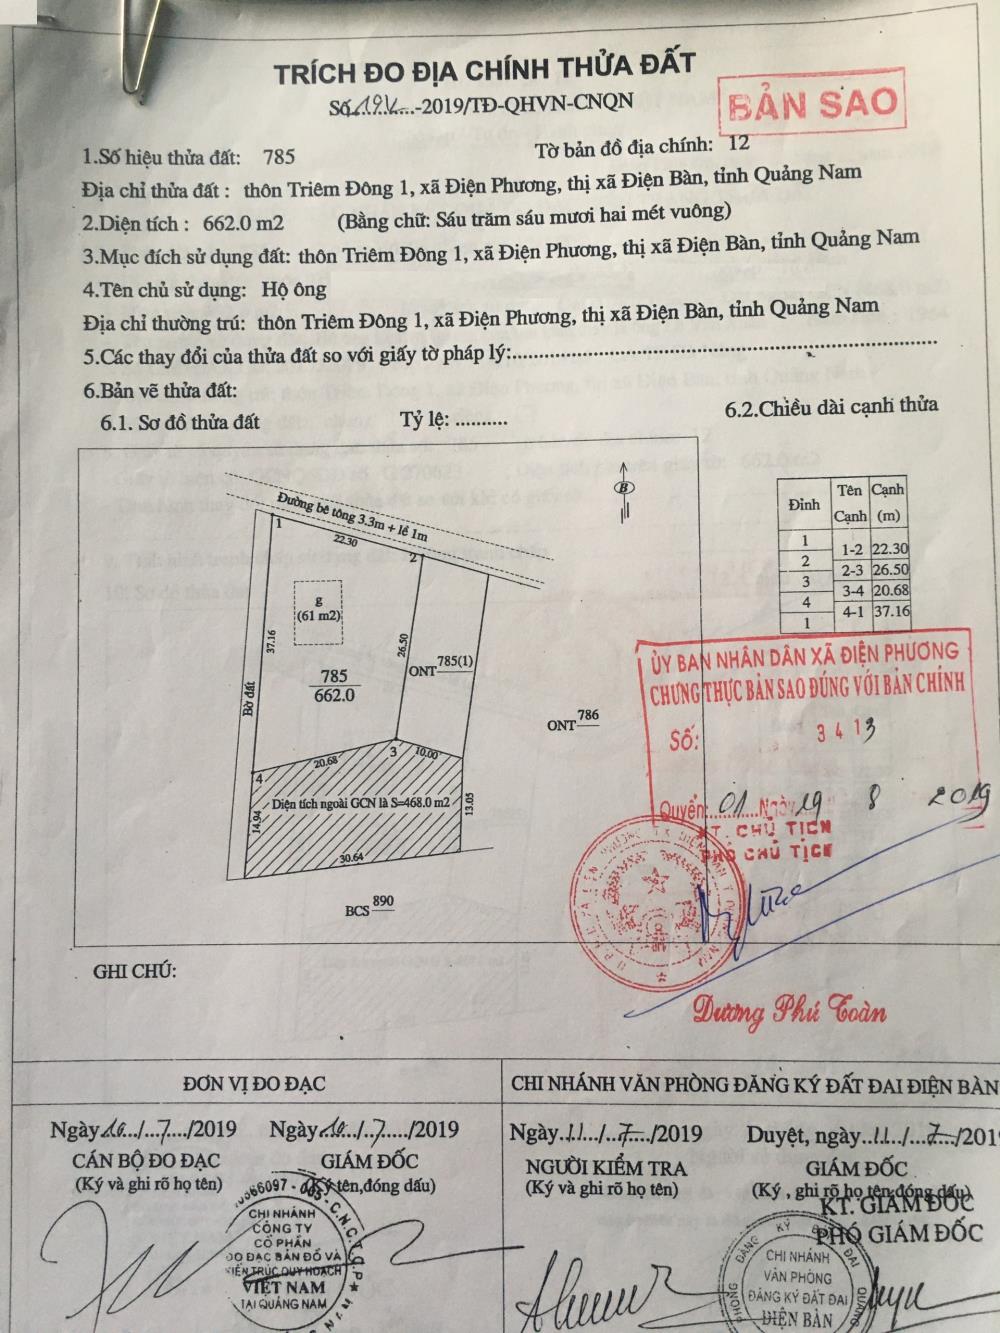 TRÍCH ĐO ĐỊA CHÍNH THỬA ĐẤT
-2019/TĐ-QHVN-CNQN
BẢN SAO
1.Số hiệu thửa đất: 785 Tờ bản đồ địa chính: 12
Địa chỉ thửa đất : thôn Triêm Đông 1, xã Điện Phương, thị xã Điện Bàn, tỉnh Quảng Nam
2.Diện tích : 662.0 m2 (Bằng chữ: Sáu trăm sáu mươi hai mét vuông)
3.Mục đích sử dụng đất: thôn Triêm Đông 1, xã Điện Phương, thị xã Điện Bàn, tỉnh Quảng Nam
4.Tên chủ sử dụng: Hộ ông
Địa chỉ thường trú: thôn Triêm Đông 1, xã Điện Phương, thị xã Điện Bàn, tỉnh Quảng Nam
5.Các thay đổi của thửa đất so với giấy tờ pháp lý:..........
6.Bản vẽ thửa đất:
6.1. Sơ đồ thửa đất Tỷ lệ: ..........
6.2.Chiều dài cạnh thửa
Đường bê tông 3.3m + lề 1m
1
22.30
2
B
g
(61 m2)
37.16
26.50
785
662.0
ONT 785(1)
Bờ đất
ONT 786
3
4
20.68
10.00
Diện tích ngoài GCN là S=468.0 m2
14.94
13.05
30.64
BCS 890
Đỉnh Tên Cạnh Cạnh (m)
1
1-2 22.30
2
2-3 26.50
3
3-4 20.68
4
4-1 37.16
1
ỦY BAN NHÂN DÂN XÃ ĐIỆN PHƯƠNG
CHỨNG THỰC BẢN SAO ĐÚNG VỚI BẢN CHÍNH
Số: 3413
Quyển: 01 Ngày 19 8 2019
KT. CHỦ TỊCH
PHÓ CHỦ TỊCH
Dương Phú Toàn
GHI CHÚ:
ĐƠN VỊ ĐO ĐẠC
CHI NHÁNH VĂN PHÒNG ĐĂNG KÝ ĐẤT ĐAI ĐIỆN BÀN
Ngày 10.../...7.../2019 Ngày 10.../..7..../2019
CÁN BỘ ĐO ĐẠC GIÁM ĐỐC
(Ký và ghi rõ họ tên) (Ký tên,đóng dấu)
Ngày..11.../...7.../2019 Duyệt, ngày..11.../...7.../201
NGƯỜI KIỂM TRA GIÁM ĐỐC
(Ký và ghi rõ họ tên) (Ký , ghi rõ họ tên,đóng dấu)
KT. GIÁM ĐỐC
PHÓ GIÁM ĐỐC
CHI NHÁNH
CÔNG TY
CỔ PHẦN
ĐO ĐẠC BẢN ĐỒ VÀ
KIẾN TRÚC QUY HOẠCH
VIỆT NAM
TẠI QUẢNG NAM
CHI NHÁNH
VĂN PHÒNG
ĐĂNG KÝ ĐẤT ĐAI
ĐIỆN BÀN